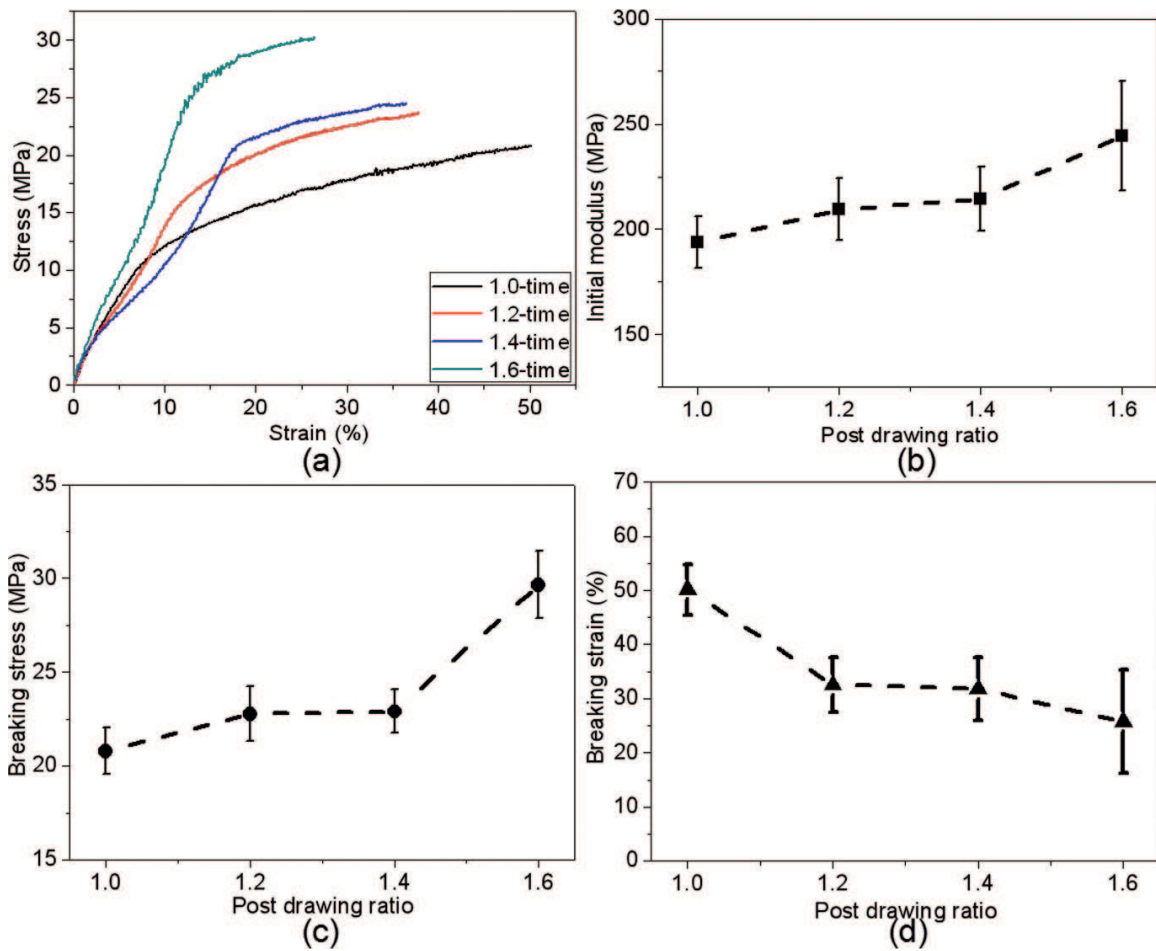 30
25
20
15
10
5
0
Stress (MPa)
0 10 20 30 40 50
Strain (%)
1.0-time
1.2-time
1.4-time
1.6-time
(a)
300
250
200
150
Initial modulus (MPa)
1.0 1.2 1.4 1.6
Post drawing ratio
(b)
35
30
25
20
15
Breaking stress (MPa)
1.0 1.2 1.4 1.6
Post drawing ratio
(c)
70
60
50
40
30
20
10
0
Breaking strain (%)
1.0 1.2 1.4 1.6
Post drawing ratio
(d)